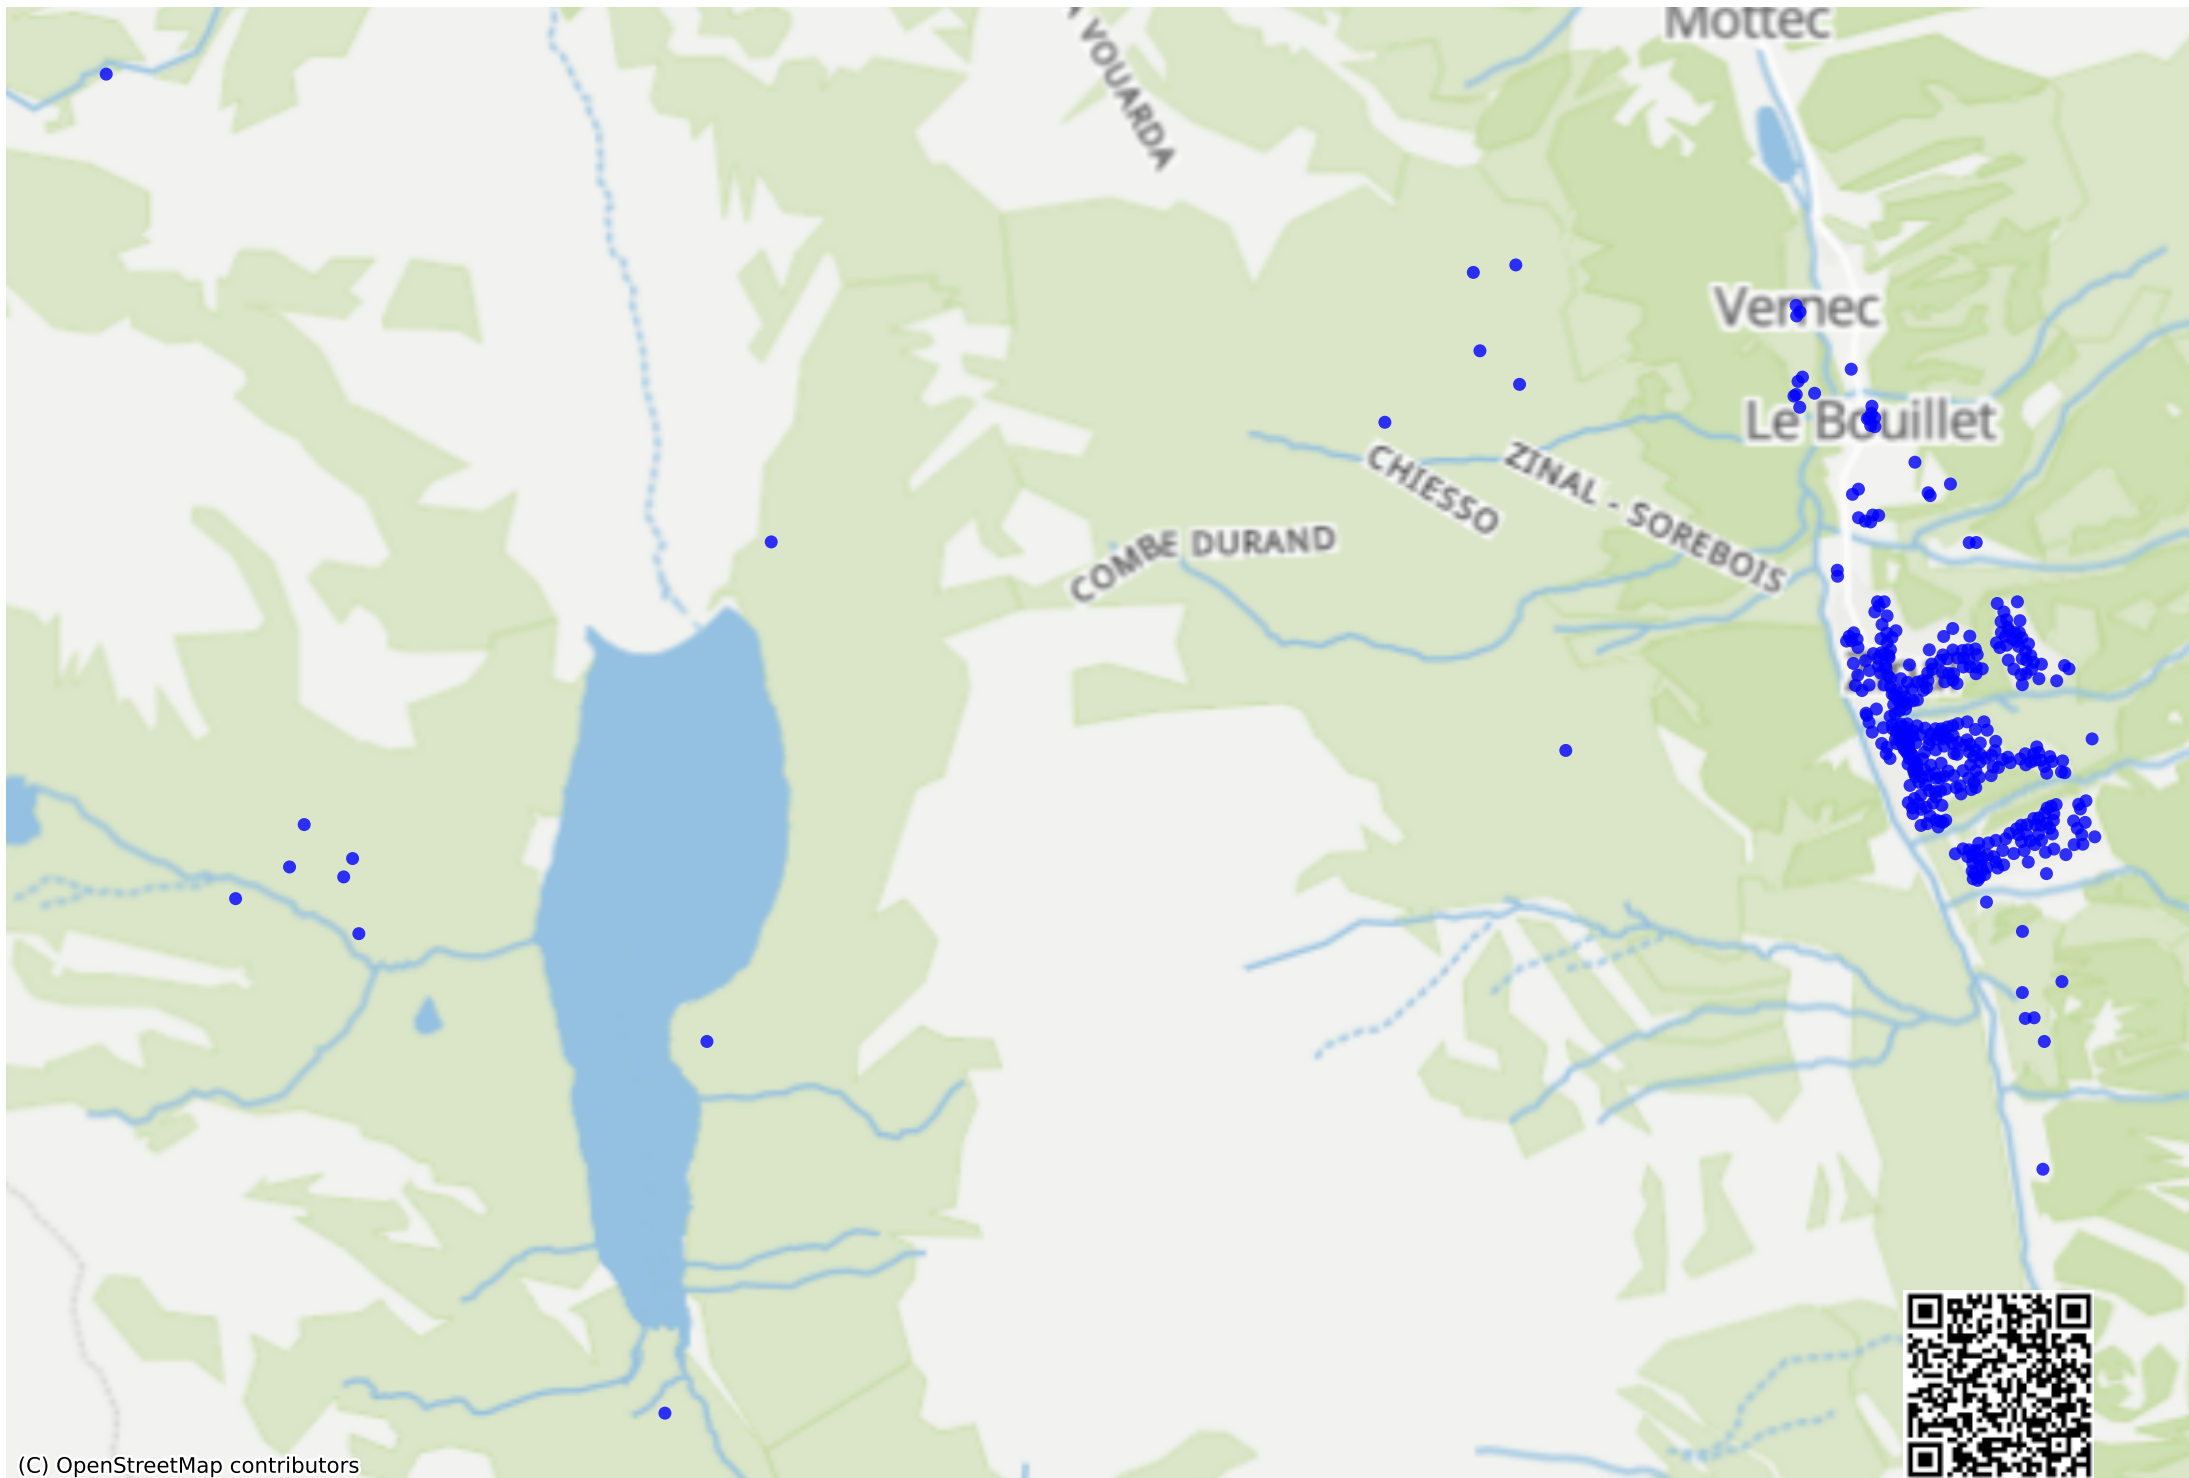 Mottec
VOUARDA
Vernec
Le Bouillet
CHIESSO
ZINAL - SOREBOIS
COMBE DURAND
(C) OpenStreetMap contributors